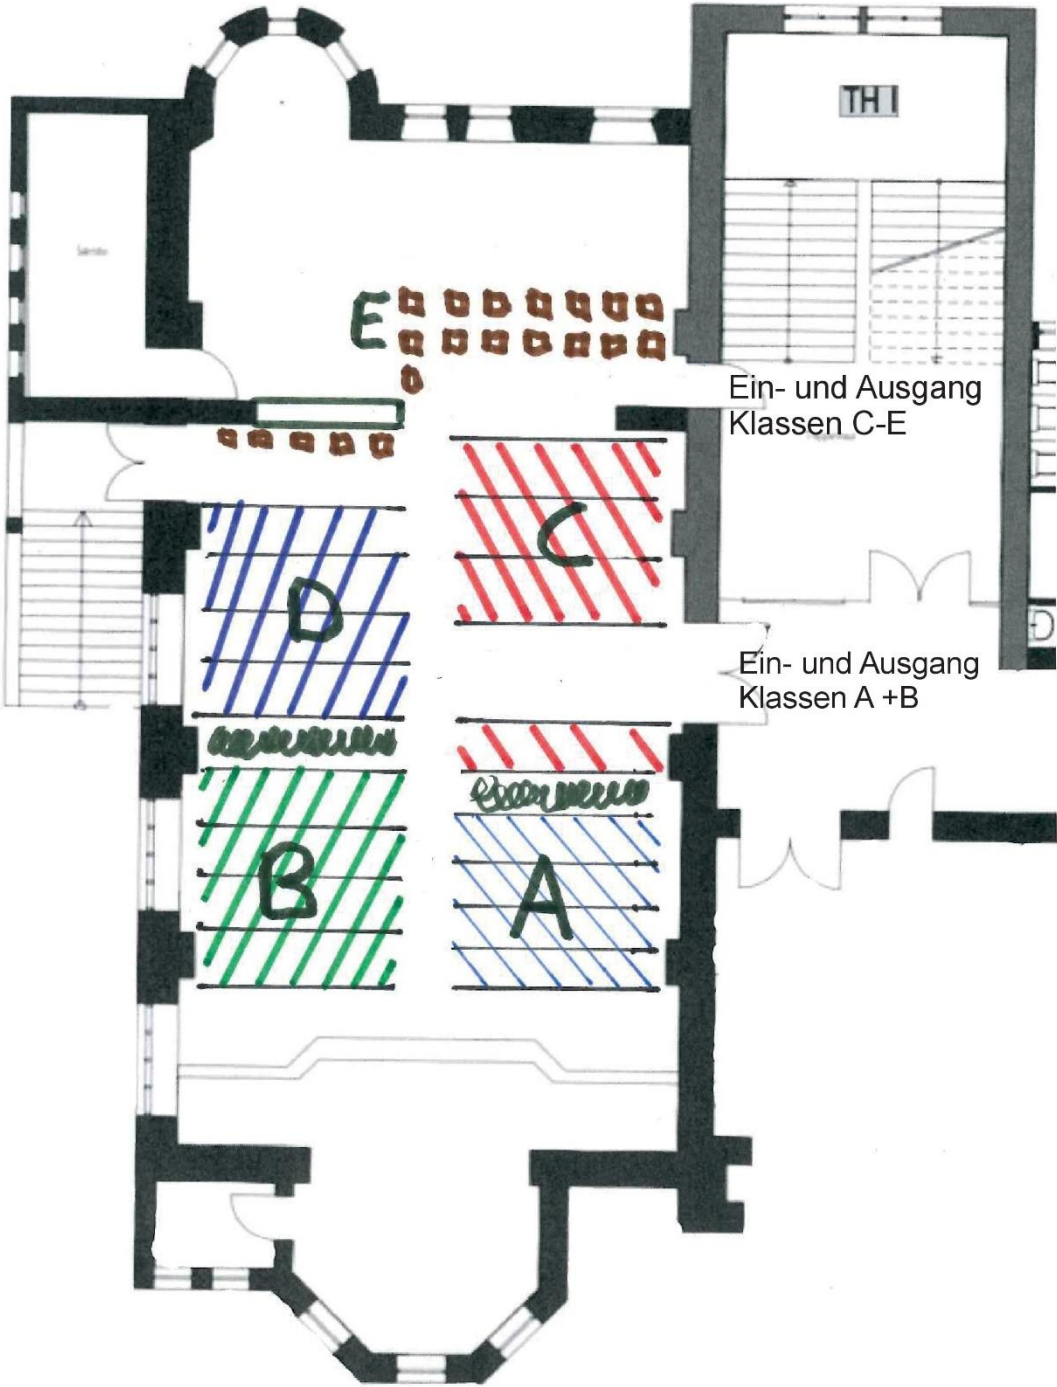 TH I
E
Ein- und Ausgang
Klassen C-E
C
D
D
Ein- und Ausgang
Klassen A +B
B
A